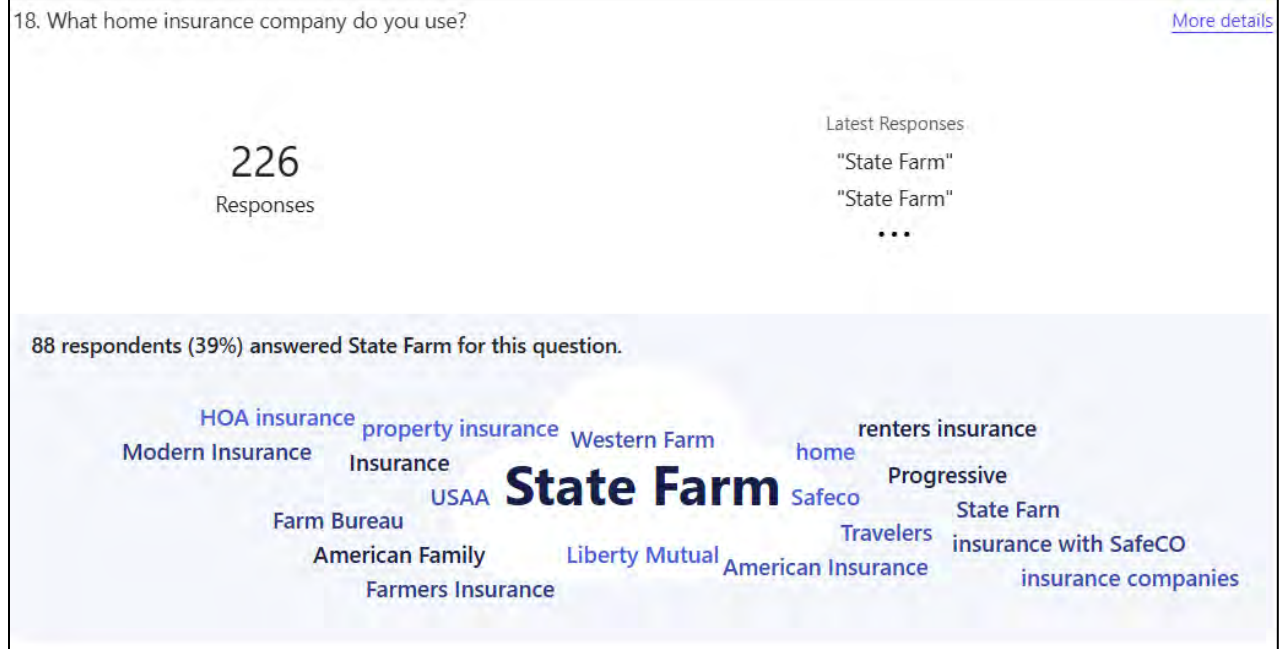 18. What home insurance company do you use?
More details
226
Responses
Latest Responses
"State Farm"
"State Farm"
...
88 respondents (39%) answered State Farm for this question.
HOA insurance
property insurance
Western Farm
renters insurance
Modern Insurance
Insurance
home
Progressive
USAA
State Farm
Safeco
State Farn
Farm Bureau
Travelers
insurance with SafeCO
American Family
Liberty Mutual
American Insurance
insurance companies
Farmers Insurance